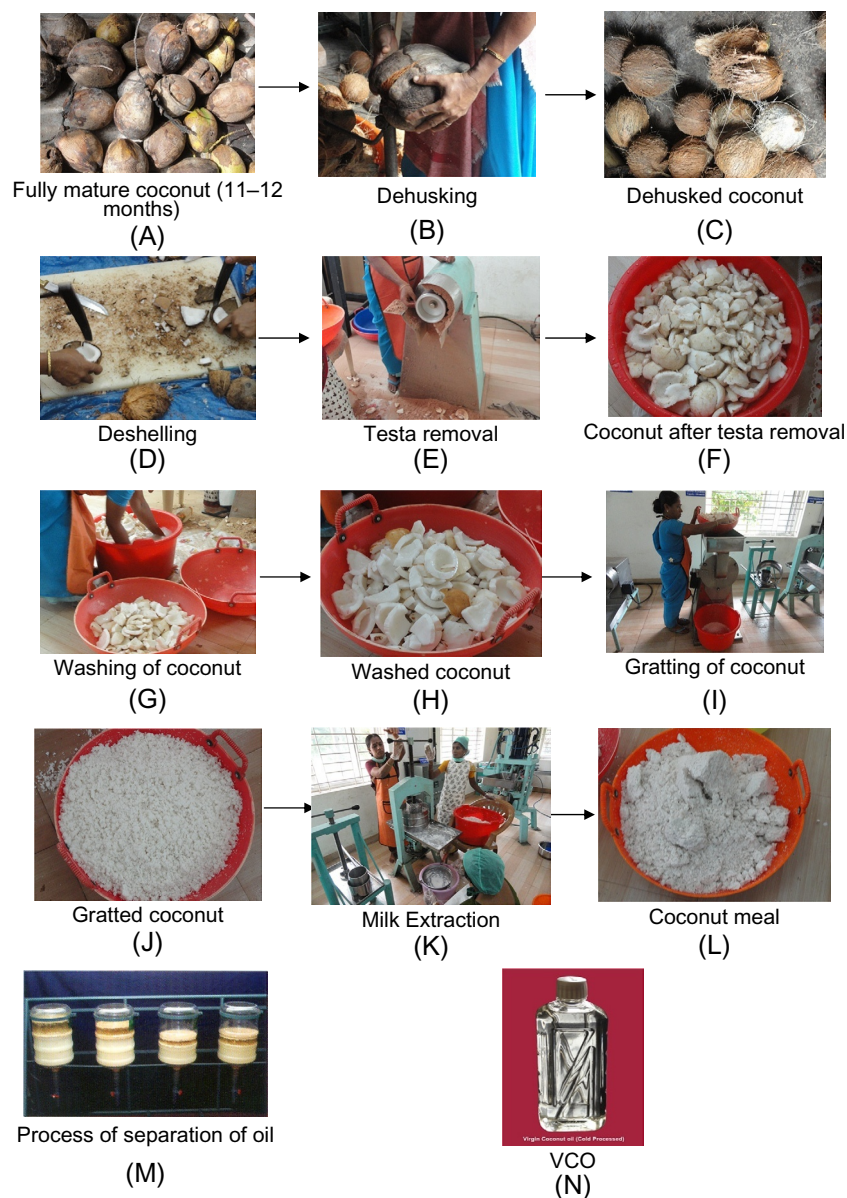 Fully mature coconut (11–12
months)
(A)
Dehusking
(B)
Dehusked coconut
(C)
Deshelling
(D)
Testa removal
(E)
Coconut after testa removal
(F)
Washing of coconut
(G)
Washed coconut
(H)
Gratting of coconut
(I)
Gratted coconut
(J)
Milk Extraction
(K)
Coconut meal
(L)
Process of separation of oil
(M)
Virgin Coconut oil (Cold Processed)
VCO
(N)